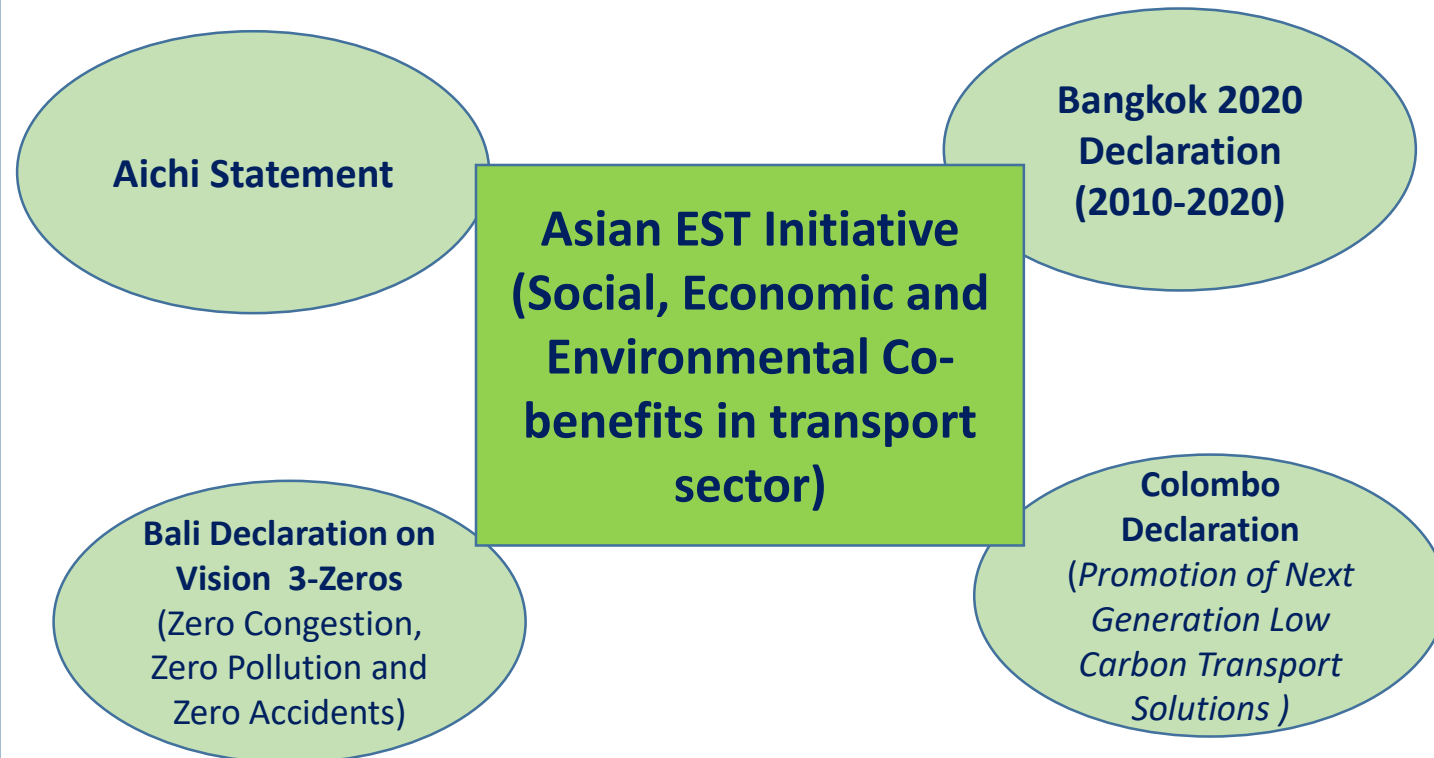 Aichi Statement
Bangkok 2020
Declaration
(2010-2020)
Asian EST Initiative
(Social, Economic and
Environmental Co-
benefits in transport
sector)
Bali Declaration on
Vision 3-Zeros
(Zero Congestion,
Zero Pollution and
Zero Accidents)
Colombo
Declaration
(Promotion of Next
Generation Low
Carbon Transport
Solutions )